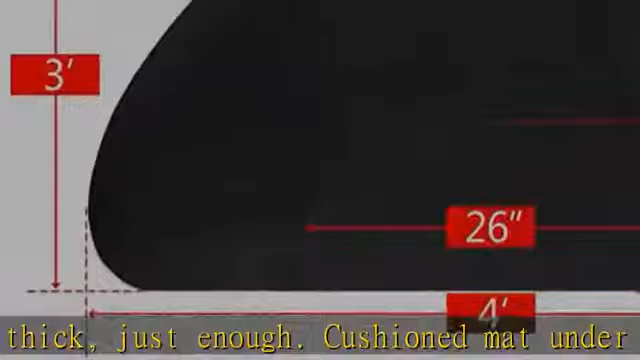 3’
26”
4’
thick, just enough. Cushioned mat under